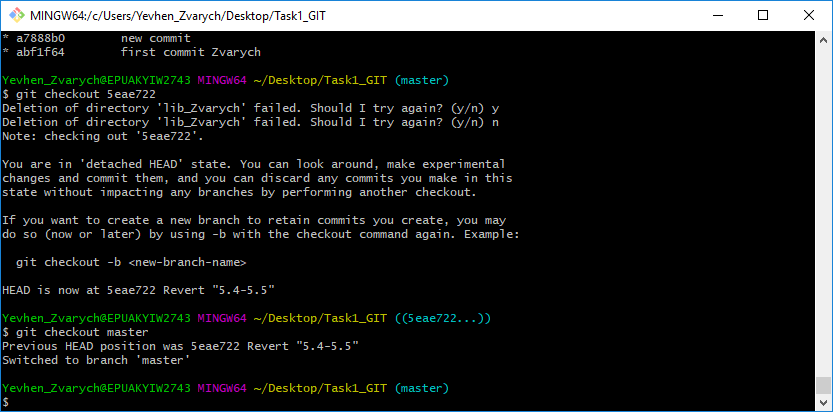 MINGW64:/c/Users/Yevhen_Zvarych/Desktop/Task1_GIT
* a7888b0        new commit
* abf1f64        first commit Zvarych
Yevhen_Zvarych@EPUAKYIW2743 MINGW64 ~/Desktop/Task1_GIT (master)
$ git checkout 5eae722
Deletion of directory 'lib_Zvarych' failed. Should I try again? (y/n) y
Deletion of directory 'lib_Zvarych' failed. Should I try again? (y/n) n
Note: checking out '5eae722'.
You are in 'detached HEAD' state. You can look around, make experimental
changes and commit them, and you can discard any commits you make in this
state without impacting any branches by performing another checkout.
If you want to create a new branch to retain commits you create, you may
do so (now or later) by using -b with the checkout command again. Example:
  git checkout -b <new-branch-name>
HEAD is now at 5eae722 Revert "5.4-5.5"
Yevhen_Zvarych@EPUAKYIW2743 MINGW64 ~/Desktop/Task1_GIT ((5eae722...))
$ git checkout master
Previous HEAD position was 5eae722 Revert "5.4-5.5"
Switched to branch 'master'
Yevhen_Zvarych@EPUAKYIW2743 MINGW64 ~/Desktop/Task1_GIT (master)
$